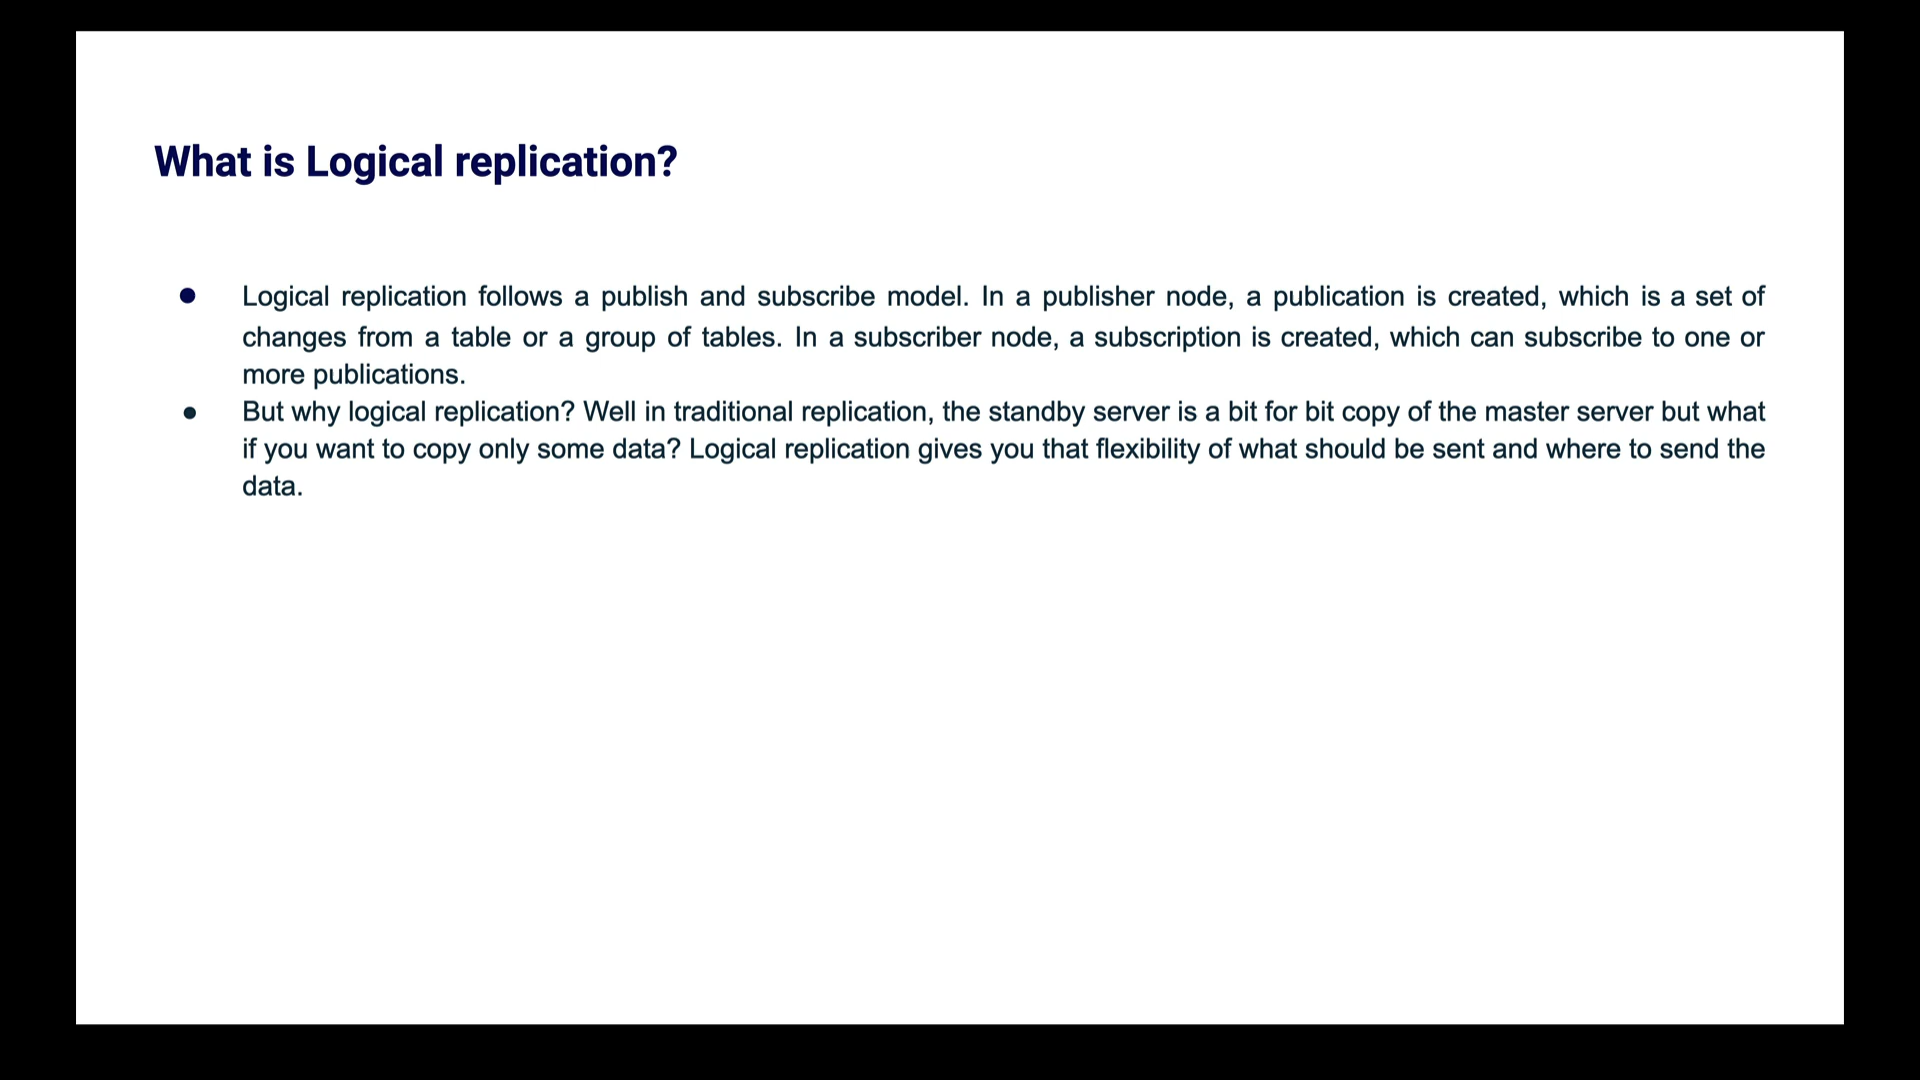 What is Logical replication?
● Logical replication follows a publish and subscribe model. In a publisher node, a publication is created, which is a set of
changes from a table or a group of tables. In a subscriber node, a subscription is created, which can subscribe to one or
more publications.
● But why logical replication? Well in traditional replication, the standby server is a bit for bit copy of the master server but what
if you want to copy only some data? Logical replication gives you that flexibility of what should be sent and where to send the
data.